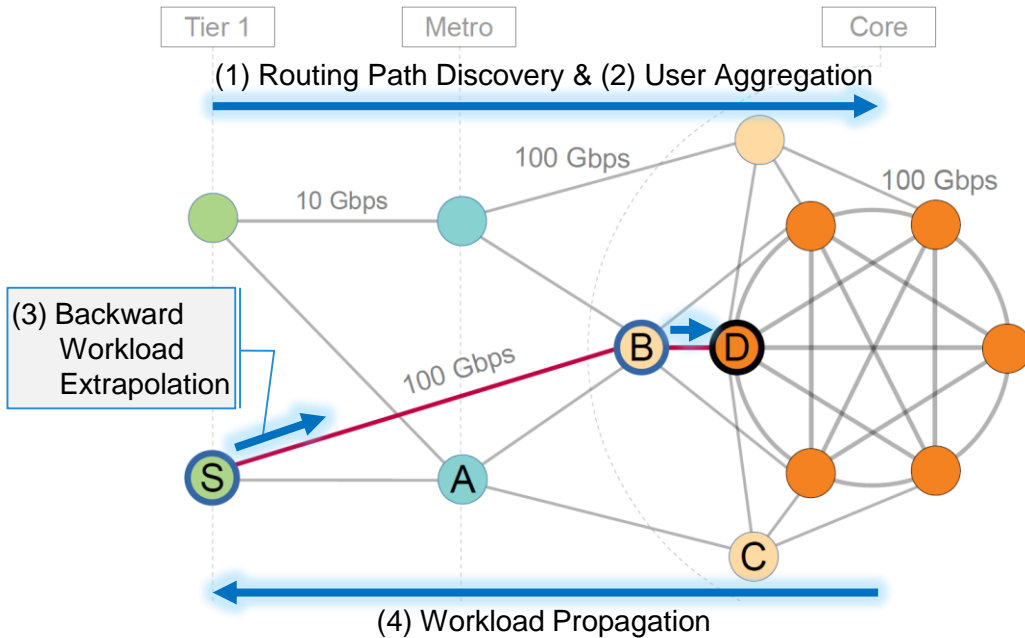 Tier 1
Metro
Core
(1) Routing Path Discovery & (2) User Aggregation
100 Gbps
100 Gbps
10 Gbps
(3) Backward
Workload
Extrapolation
100 Gbps
B
D
S
A
C
(4) Workload Propagation